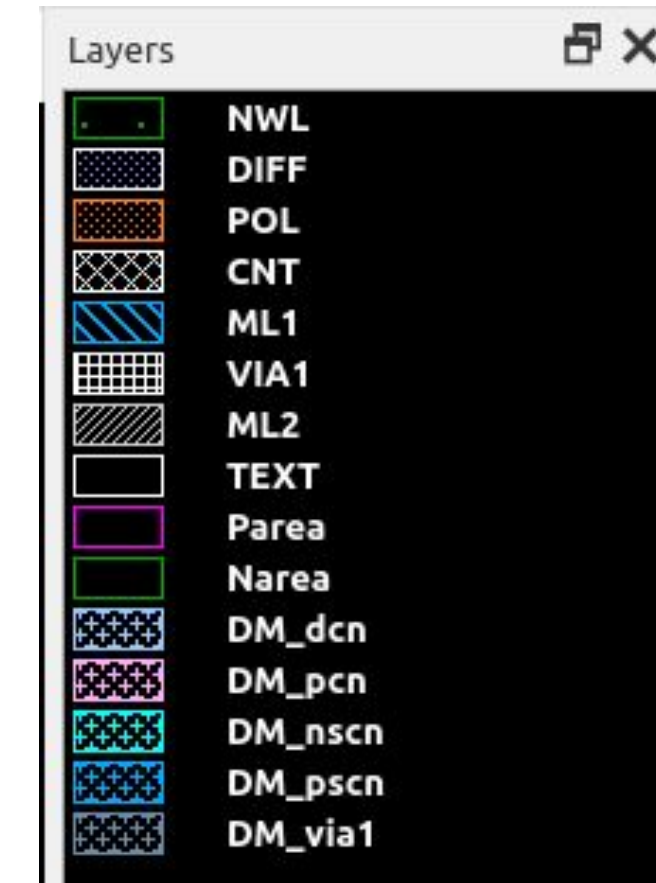 Layers
NWL
DIFF
POL
CNT
ML1
VIA1
ML2
TEXT
Parea
Narea
DM_dcn
DM_pcn
DM_nscn
DM_pscn
DM_via1